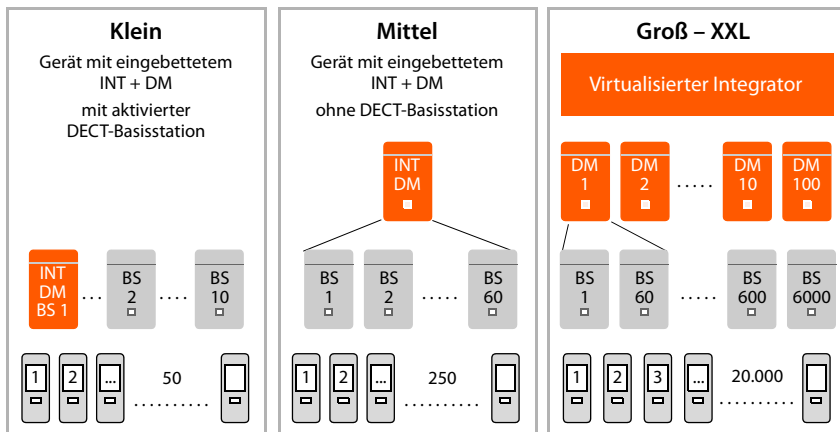 Klein
Gerät mit eingebettetem
INT + DM
mit aktivierter
DECT-Basisstation
INT
DM
BS 1
...
BS
2
....
BS
10
1
2
...
50
..........
Mittel
Gerät mit eingebettetem
INT + DM
ohne DECT-Basisstation
INT
DM
BS
1
BS
2
.....
BS
60
1
2
...
250
..........
Groß – XXL
Virtualisierter Integrator
DM
1
DM
2
.....
DM
10
DM
100
BS
1
BS
60
.....
BS
600
BS
6000
1
2
3
...
20.000
..........